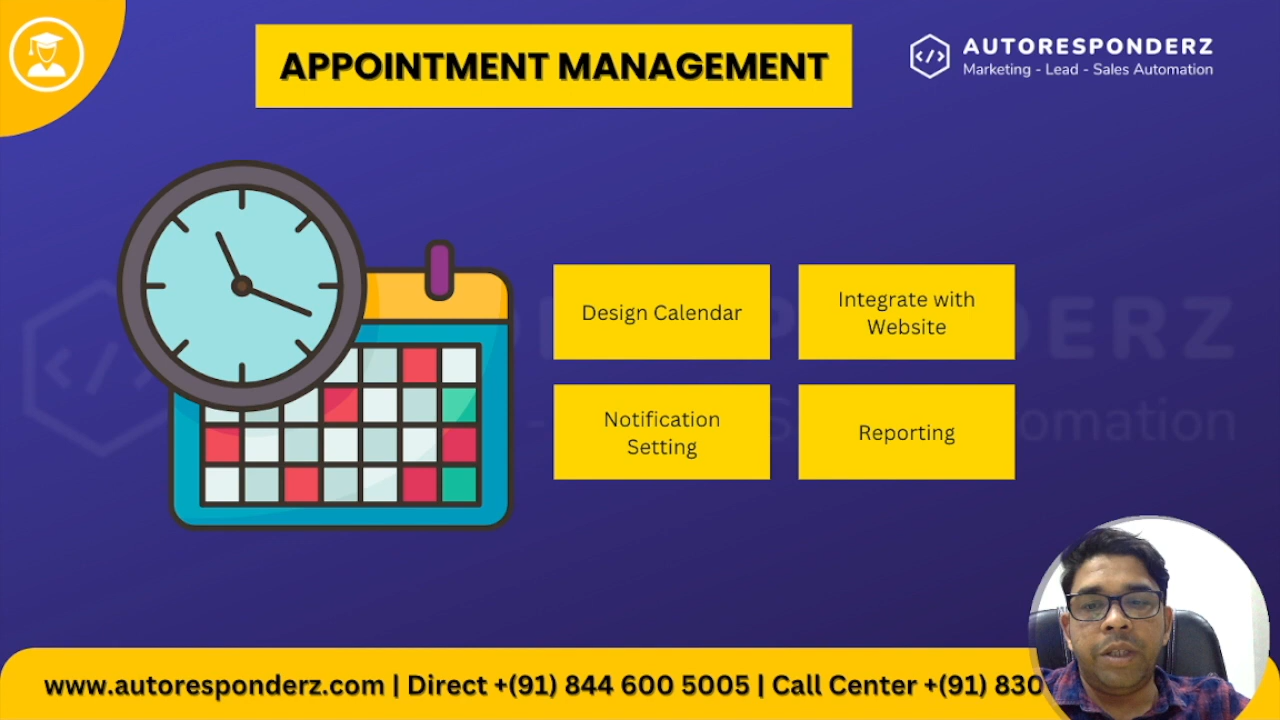 APPOINTMENT MANAGEMENT
AUTORESPONDERZ
Marketing - Lead - Sales Automation
Design Calendar
Integrate with
Website
Notification
Setting
Reporting
www.autoresponderz.com | Direct +(91) 844 600 5005 | Call Center +(91) 830